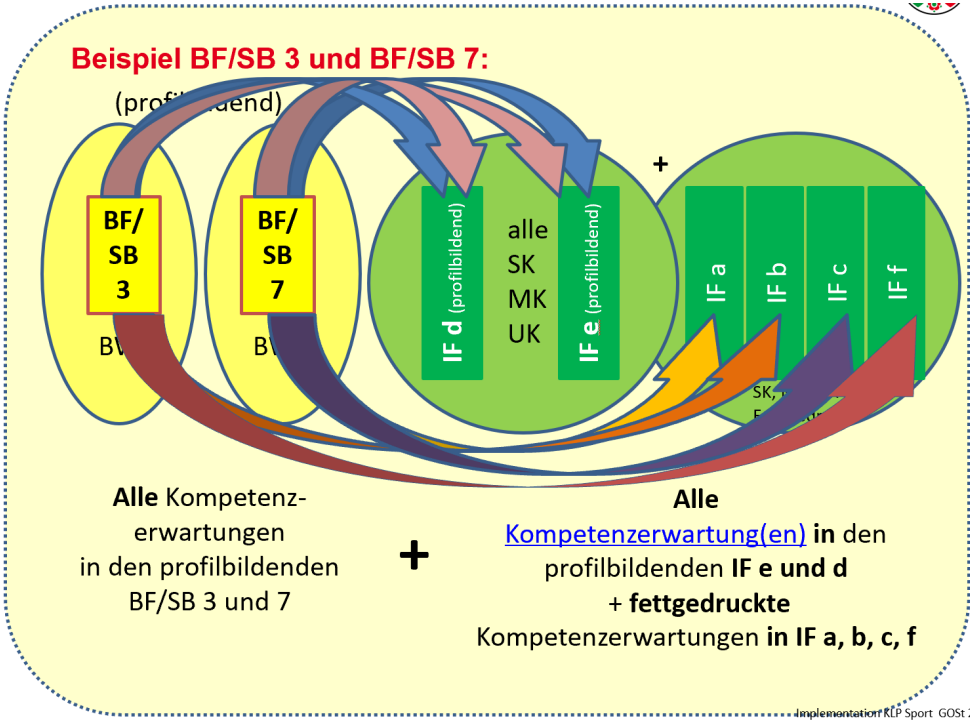 Beispiel BF/SB 3 und BF/SB 7:
BF/
SB
3
BF/
SB
7
IF d (profilbildend)
alle
SK
MK
UK
IF e (profilbildend)
+
IF a
IF b
IF c
IF f
SK,
Alle Kompetenz-
erwartungen
in den profilbildenden
BF/SB 3 und 7
+
Alle
Kompetenzerwartung(en) in den
profilbildenden IF e und d
+ fettgedruckte
Kompetenzerwartungen in IF a, b, c, f
Implementation KLP Sport GOSt